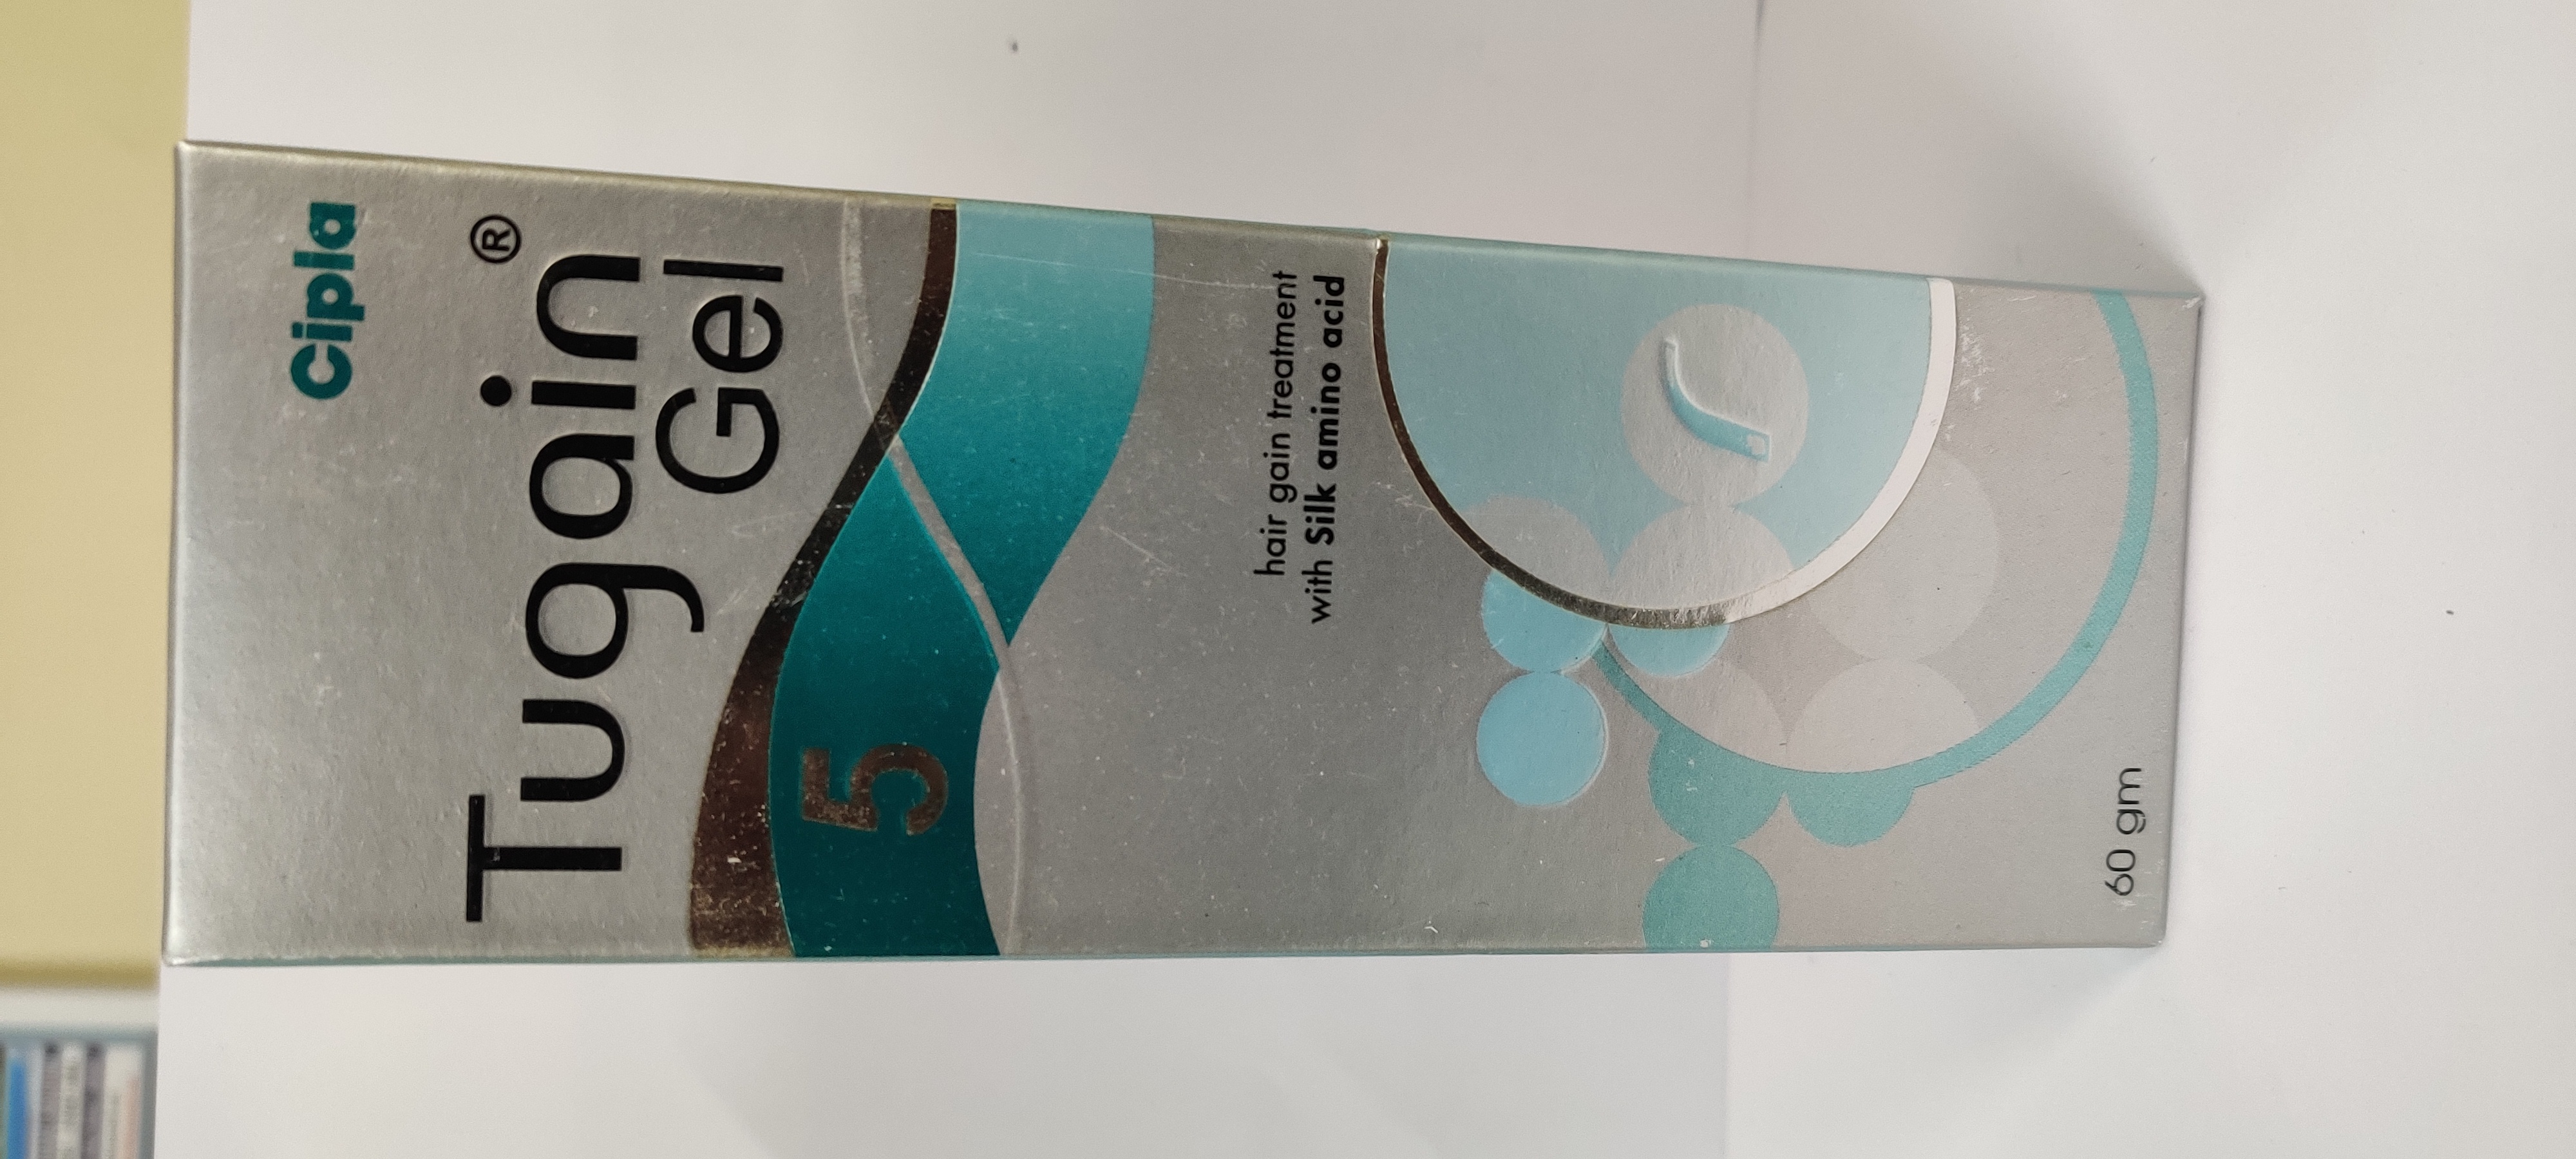 Cipla
Tugain®
Gel
5
hair gain treatment
with Silk amino acid
60 gm